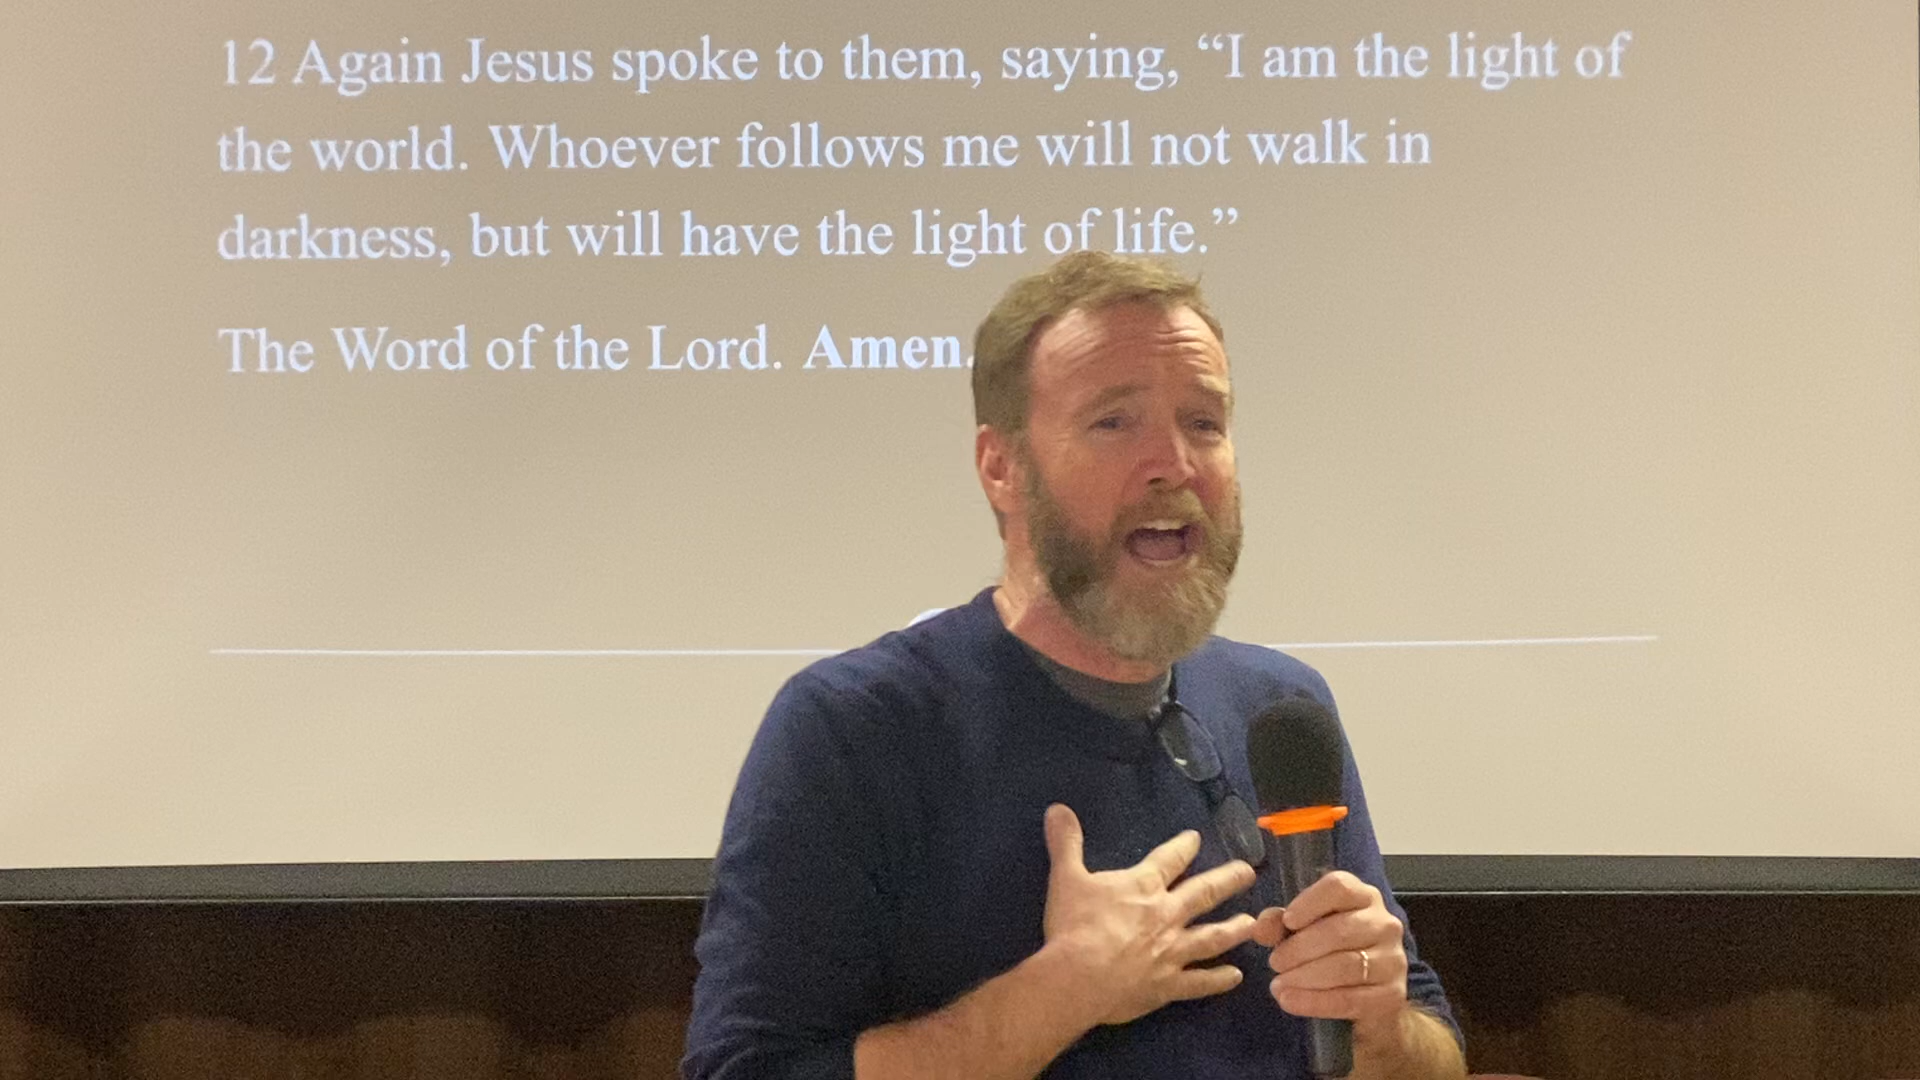 12 Again Jesus spoke to them, saying, “I am the light of
the world. Whoever follows me will not walk in
darkness, but will have the light of life.”
The Word of the Lord. Amen.